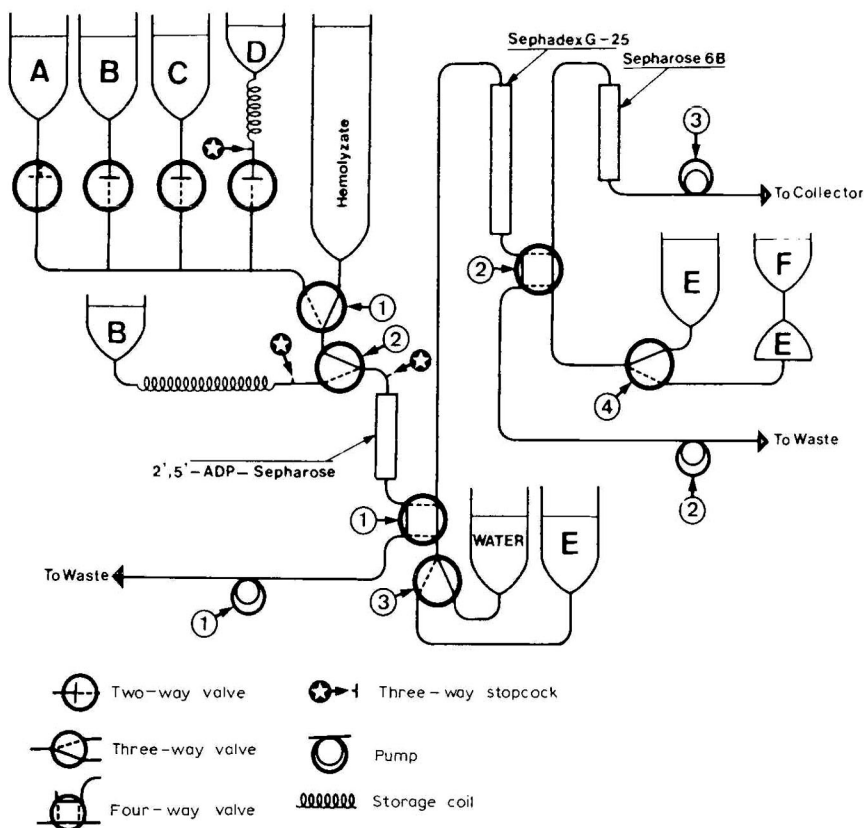 A
B
C
D
Hemolyzate
Sephadex G-25
Sepharose 6B
3
To Collector
2
E
F
E
4
To Waste
2
1
2
B
2',5'-ADP-Sepharose
1
WATER
E
3
To Waste
1
Two-way valve
Three-way stopcock
Three-way valve
Pump
Four-way valve
Storage coil